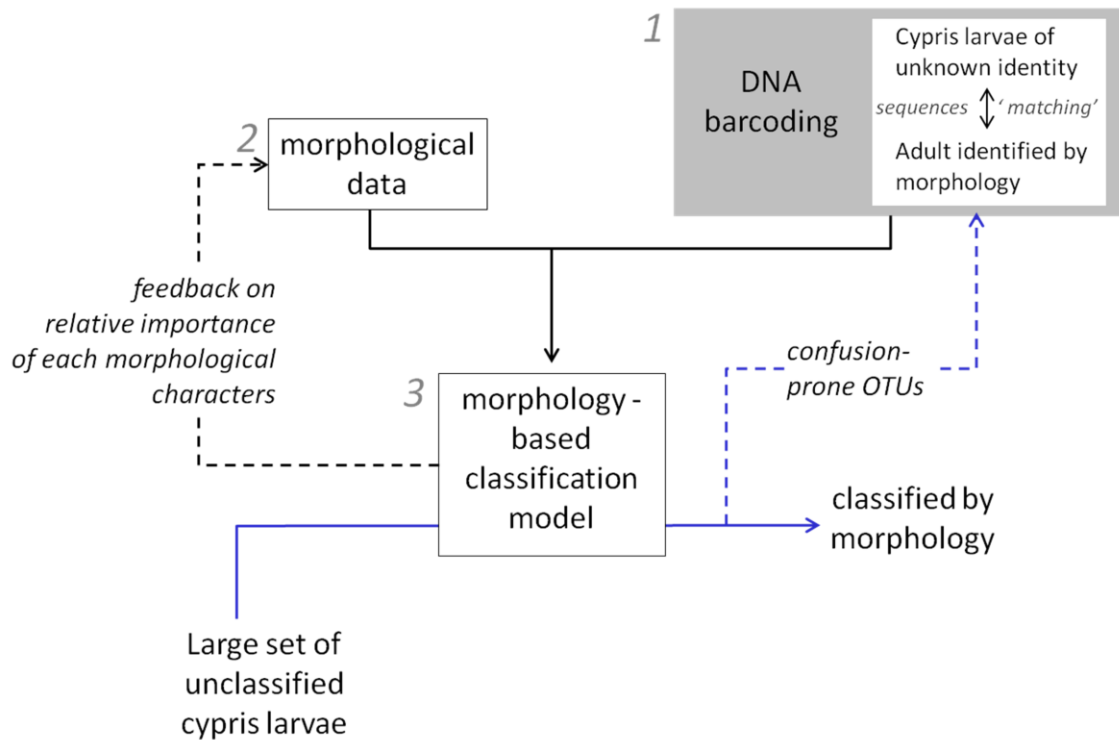 1
DNA
barcoding
Cypris larvae of
unknown identity
sequences ‘ matching’
Adult identified by
morphology
2
morphological
data
feedback on
relative importance
of each morphological
characters
confusion-
prone OTUs
3
morphology -
based
classification
model
classified by
morphology
Large set of
unclassified
cypris larvae